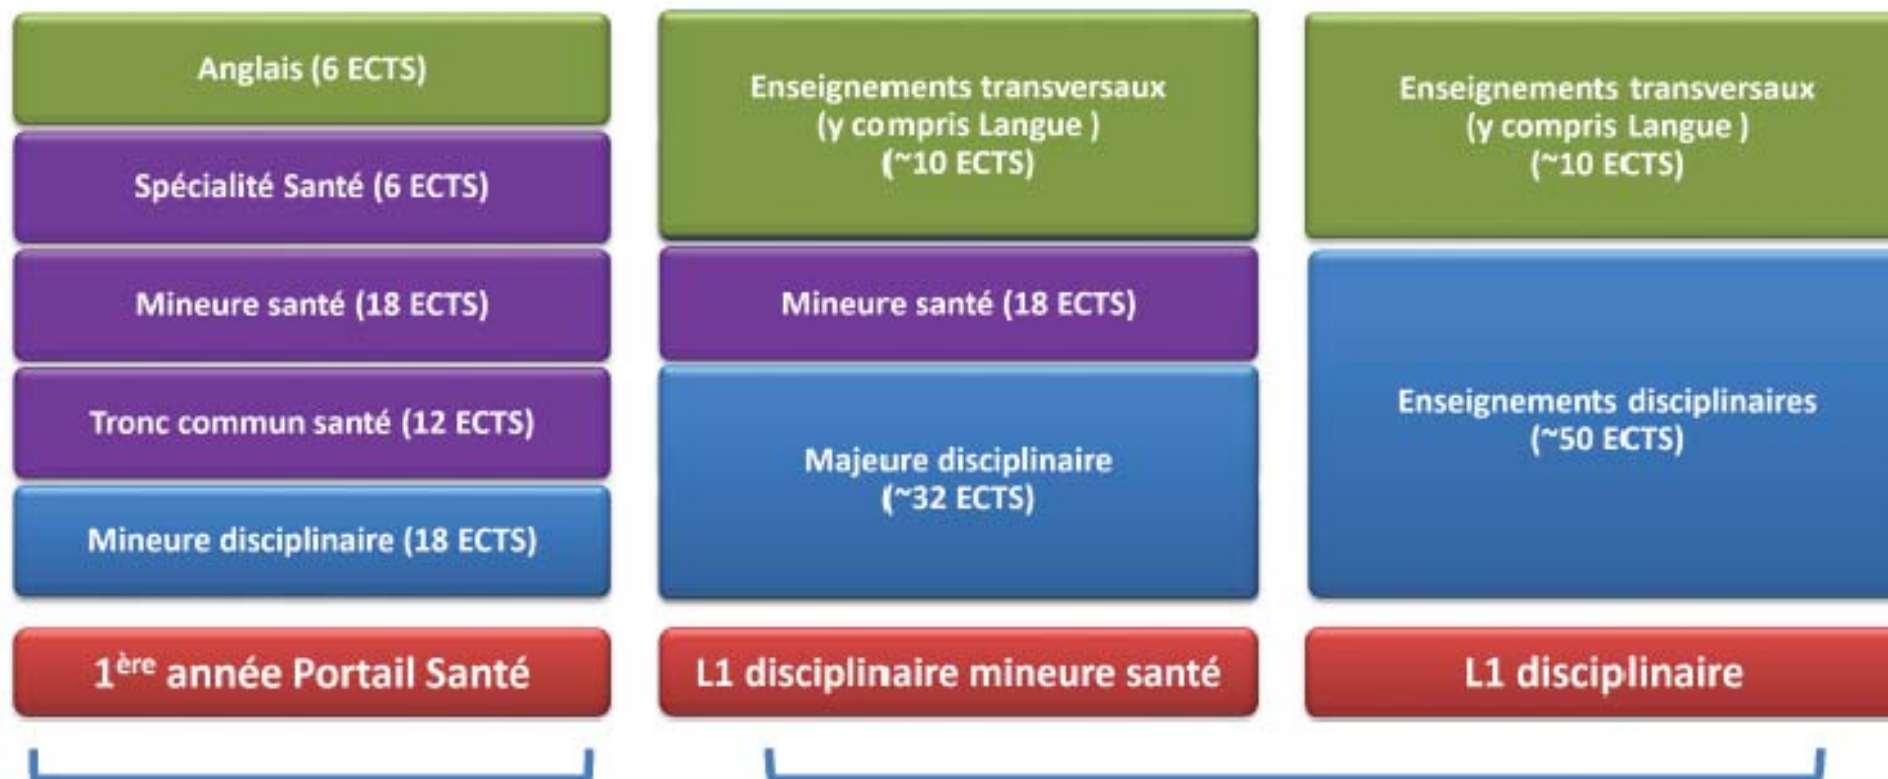 Anglais (6 ECTS)
Spécialité Santé (6 ECTS)
Mineure santé (18 ECTS)
Tronc commun santé (12 ECTS)
Mineure disciplinaire (18 ECTS)
1ère année Portail Santé
Enseignements transversaux
(y compris Langue )
(~10 ECTS)
Mineure santé (18 ECTS)
Majeure disciplinaire
(~32 ECTS)
L1 disciplinaire mineure santé
Enseignements transversaux
(y compris Langue )
(~10 ECTS)
Enseignements disciplinaires
(~50 ECTS)
L1 disciplinaire